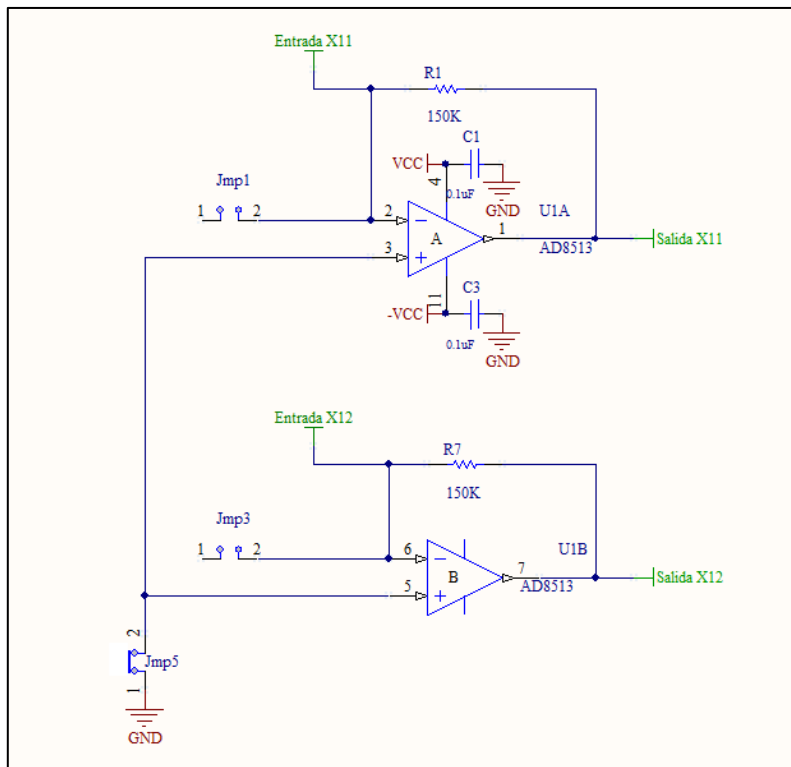 Entrada X11
R1
150K
C1
VCC
4
0.1uF
GND
Jmp1
1 2
2
A
1
U1A
3
AD8513
Salida X11
11
C3
-VCC
0.1uF
GND
Entrada X12
R7
150K
Jmp3
1 2
6
B
7
U1B
5
AD8513
Salida X12
2
Jmp5
1
GND